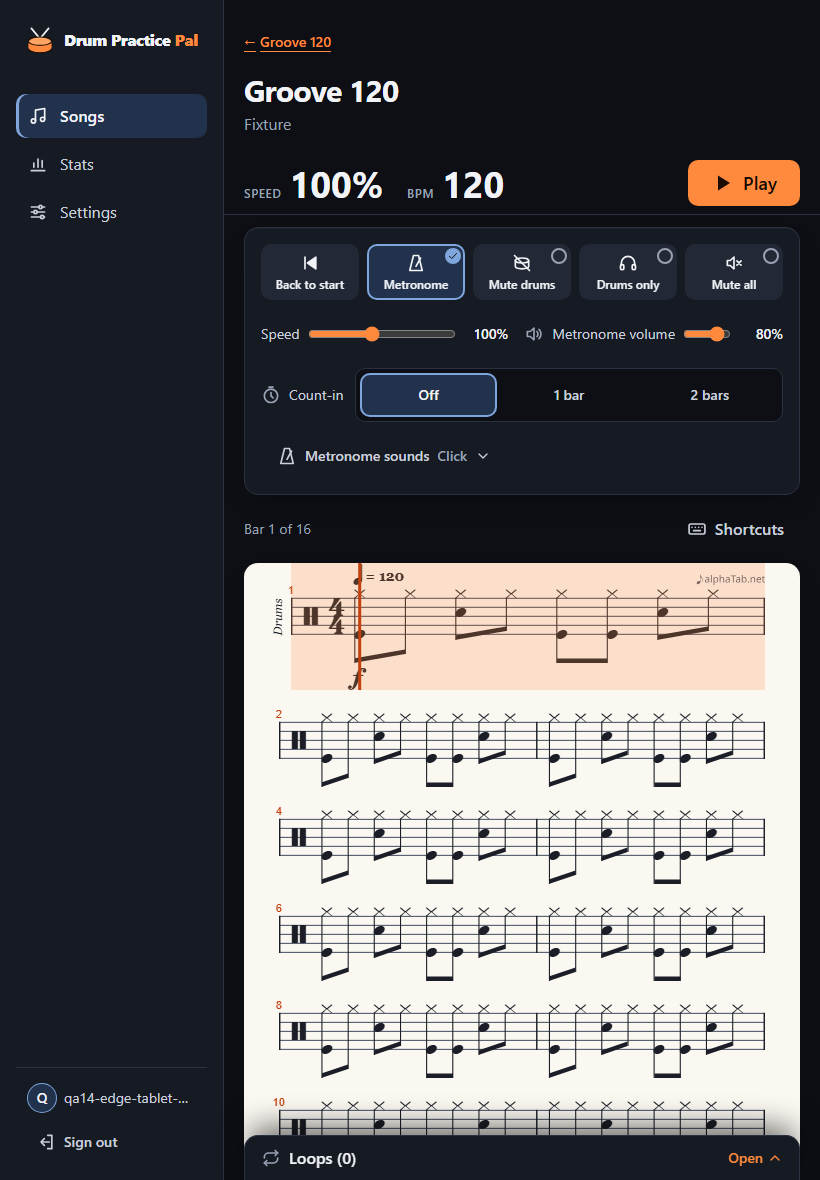 Drum Practice Pal
Songs
Stats
Settings
← Groove 120
Groove 120
Fixture
SPEED 100% BPM 120
Play
Back to start
Metronome
Mute drums
Drums only
Mute all
Speed 100% Metronome volume 80%
Count-in Off 1 bar 2 bars
Metronome sounds Click
Bar 1 of 16
Shortcuts
= 120
♪alphaTab.net
1
Drums
4
4
f
2
4
6
8
10
Loops (0)
Open
Q
qa14-edge-tablet-...
Sign out